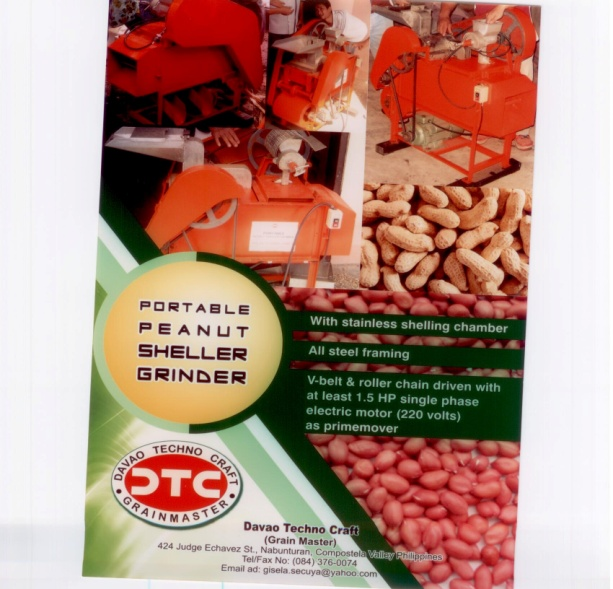 PORTABLE
PEANUT
SHELLER
GRINDER
With stainless shelling chamber
All steel framing
V-belt & roller chain driven with
at least 1.5 HP single phase
electric motor (220 volts)
as primemover
DAVAO TECHNO CRAFT
DTC
GRAINMASTER
Davao Techno Craft
(Grain Master)
424 Judge Echavez St., Nabunturan, Compostela Valley Philippines
Tel/Fax No: (084) 376-0074
Email ad: gisela.secuya@yahoo.com